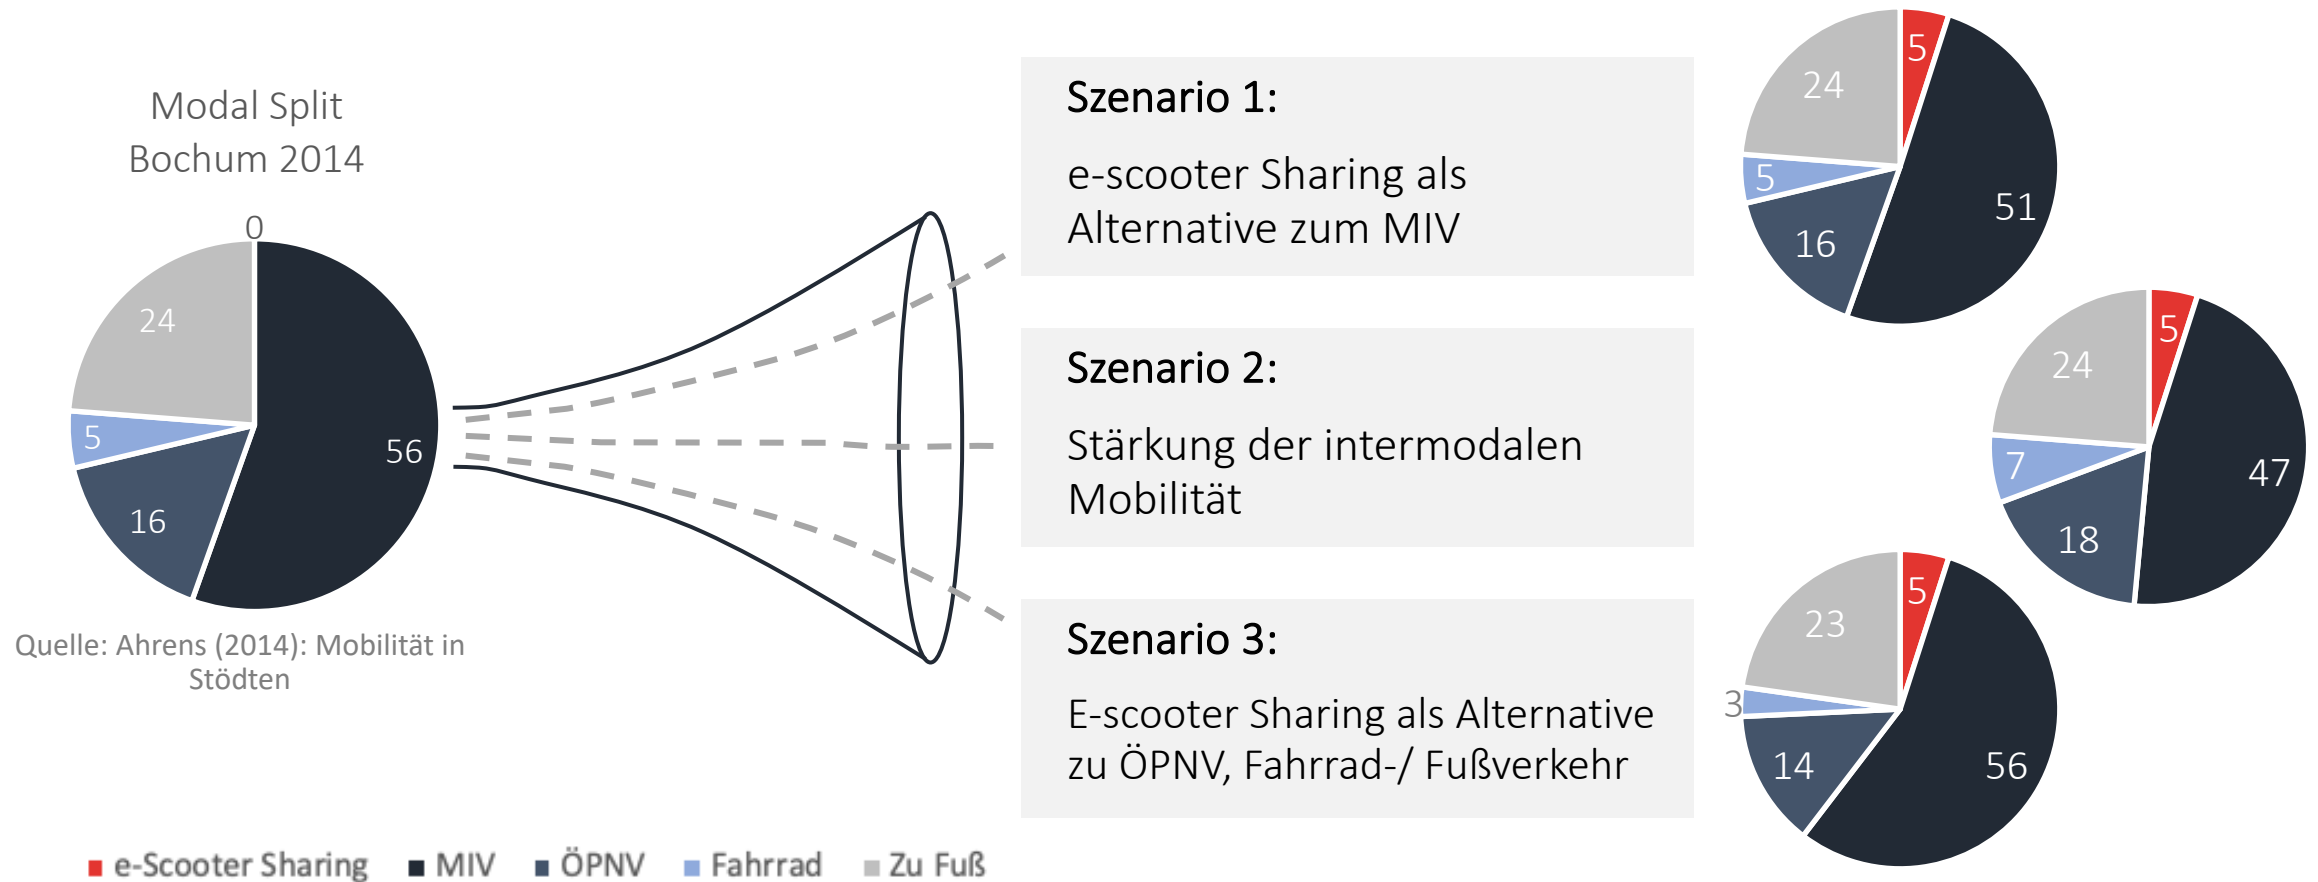 Modal Split
Bochum 2014
0
56
16
5
24
Quelle: Ahrens (2014): Mobilität in
Stödten
Szenario 1:
e-scooter Sharing als
Alternative zum MIV
5
51
16
5
24
Szenario 2:
Stärkung der intermodalen
Mobilität
5
47
18
7
24
Szenario 3:
E-scooter Sharing als Alternative
zu ÖPNV, Fahrrad-/ Fußverkehr
5
56
14
3
23
e-Scooter Sharing MIV ÖPNV Fahrrad Zu Fuß